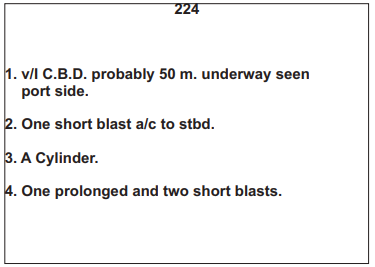 224
1. v/l C.B.D. probably 50 m. underway seen
port side.
2. One short blast a/c to stbd.
3. A Cylinder.
4. One prolonged and two short blasts.